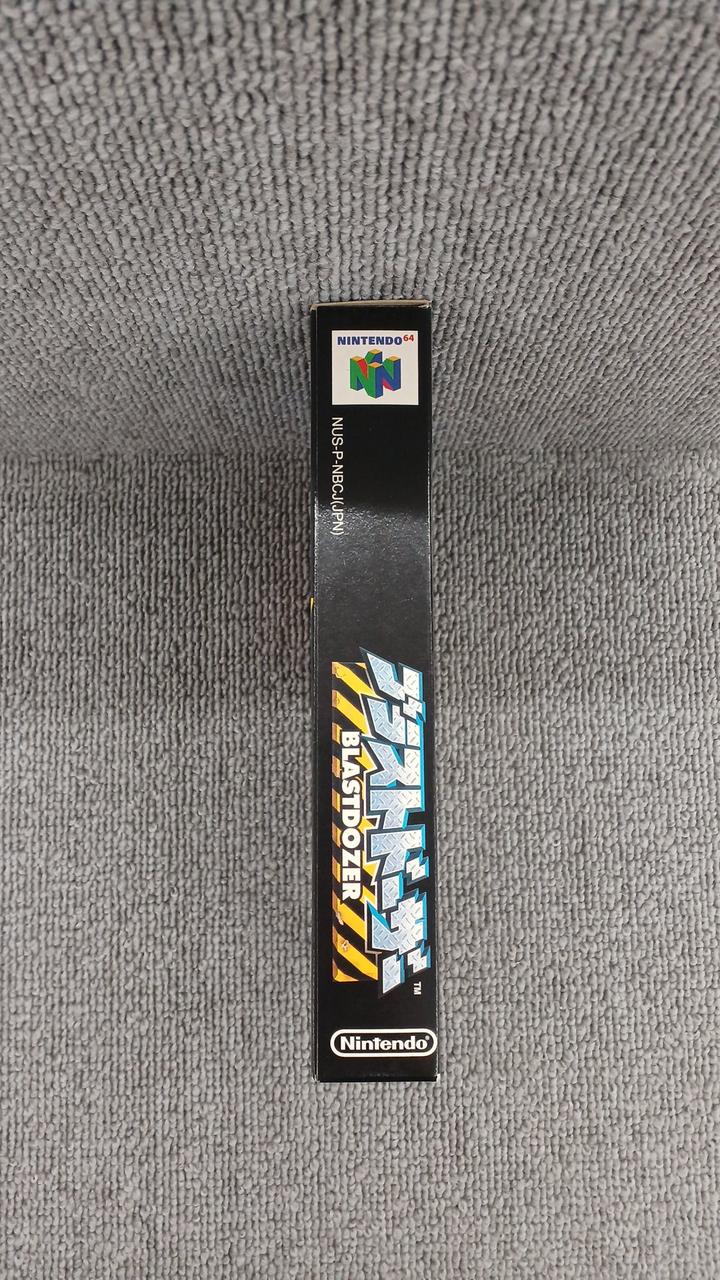 NINTENDO64
NUS-P-NBCJ(JPN)
ブラストドーザー
BLASTDOZER
TM
Nintendo®